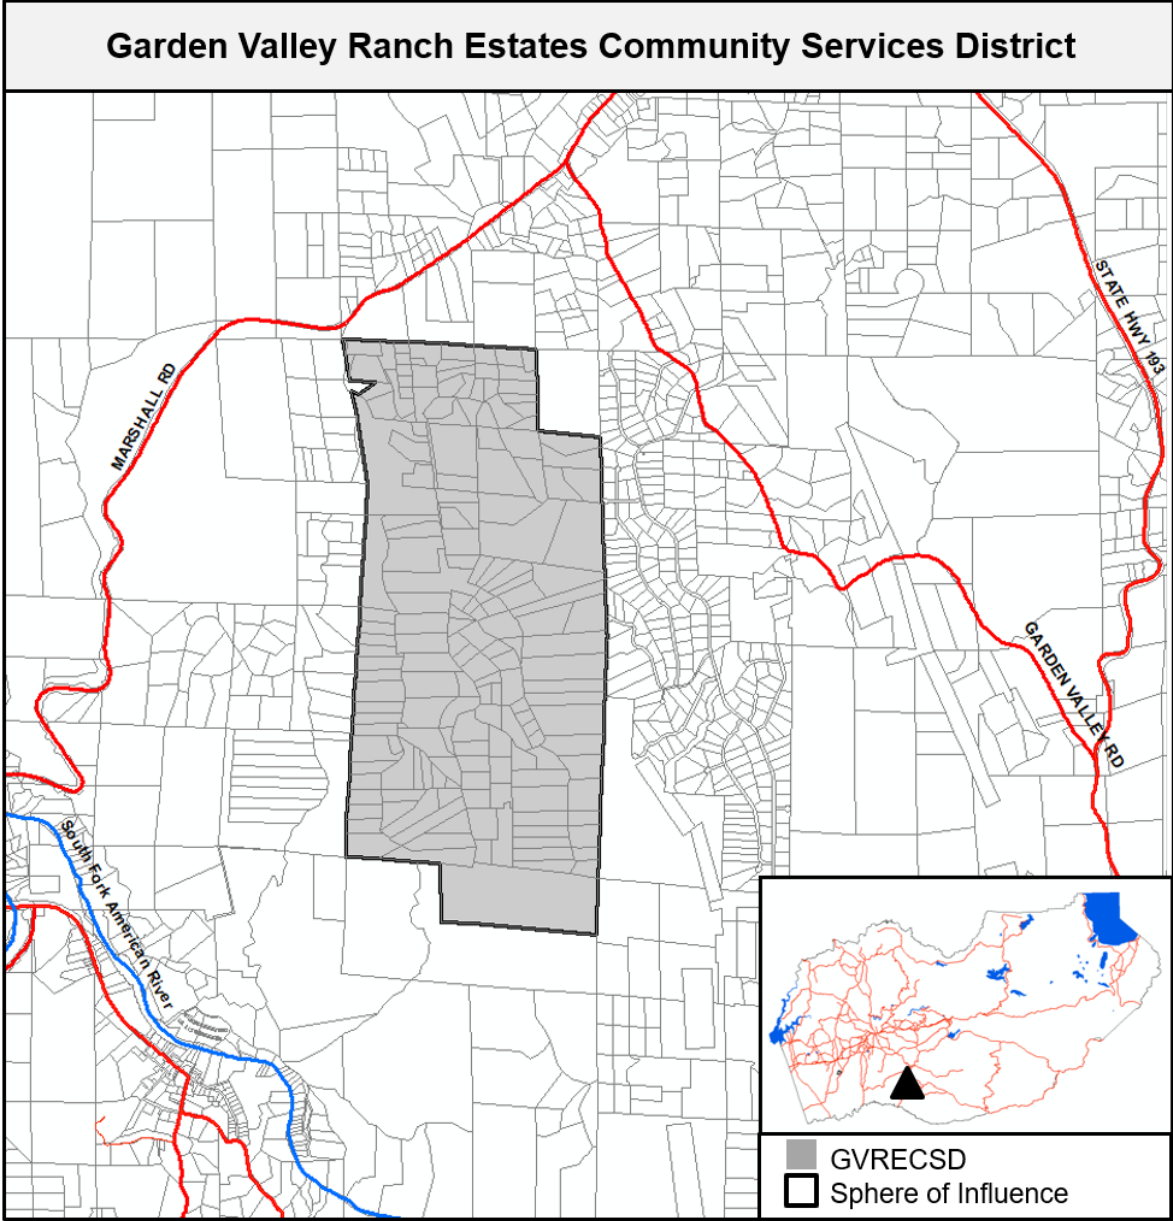 Garden Valley Ranch Estates Community Services District
STATE HWY 193
MARSHALL RD
GARDEN VALLEY RD
South Fork American River
GVRECSD
Sphere of Influence